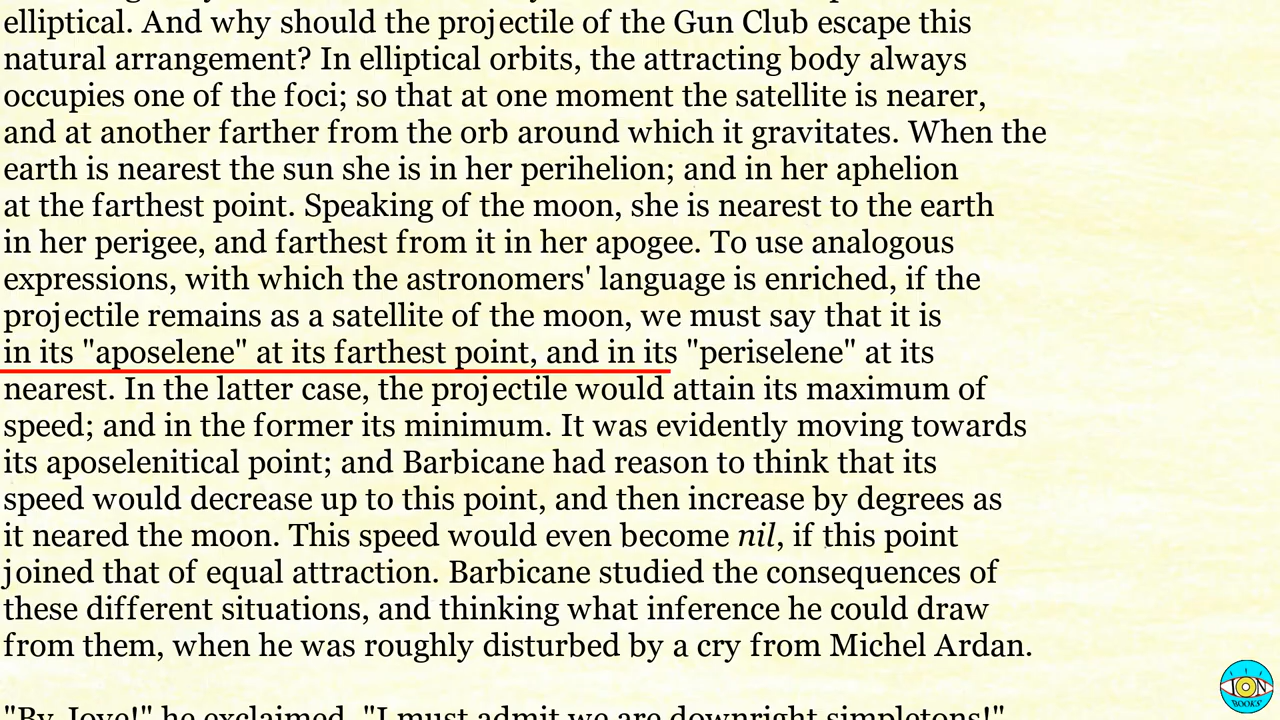 elliptical. And why should the projectile of the Gun Club escape this
natural arrangement? In elliptical orbits, the attracting body always
occupies one of the foci; so that at one moment the satellite is nearer,
and at another farther from the orb around which it gravitates. When the
earth is nearest the sun she is in her perihelion; and in her aphelion
at the farthest point. Speaking of the moon, she is nearest to the earth
in her perigee, and farthest from it in her apogee. To use analogous
expressions, with which the astronomers' language is enriched, if the
projectile remains as a satellite of the moon, we must say that it is
in its "aposelene" at its farthest point, and in its "periselene" at its
nearest. In the latter case, the projectile would attain its maximum of
speed; and in the former its minimum. It was evidently moving towards
its aposelenitical point; and Barbicane had reason to think that its
speed would decrease up to this point, and then increase by degrees as
it neared the moon. This speed would even become nil, if this point
joined that of equal attraction. Barbicane studied the consequences of
these different situations, and thinking what inference he could draw
from them, when he was roughly disturbed by a cry from Michel Ardan.
"By Jove!" he exclaimed, "I must admit we are downright simpletons!"
ION
BOOKS